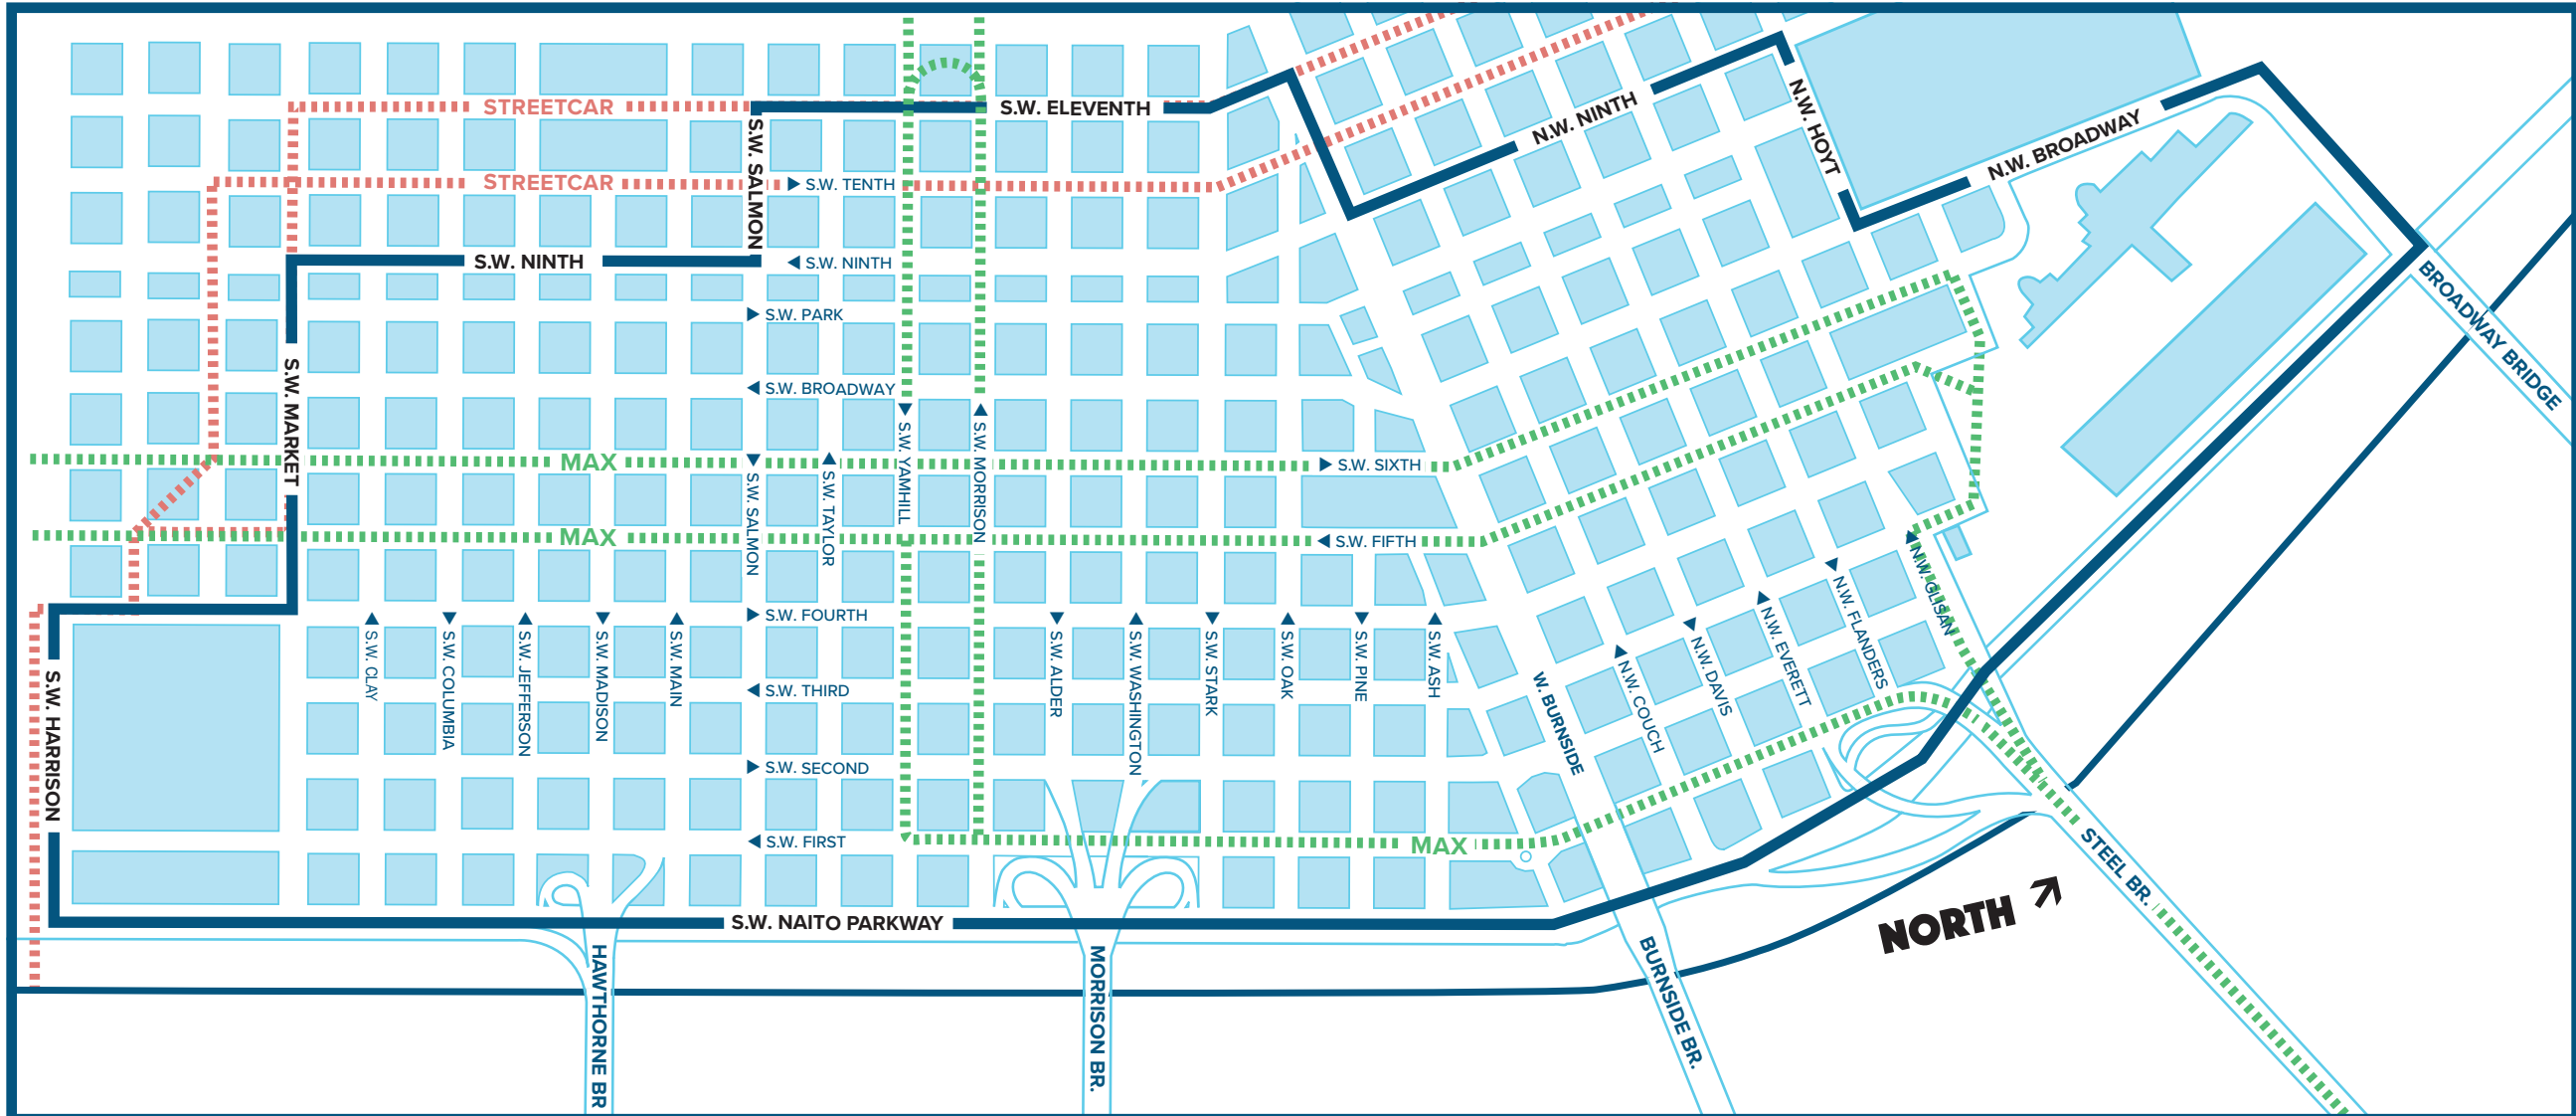 STREETCAR
S.W. ELEVENTH
N.W. NINTH
N.W. HOYT
N.W. BROADWAY
S.W. SALMON
STREETCAR
S.W. TENTH
S.W. NINTH
S.W. NINTH
S.W. PARK
S.W. BROADWAY
BROADWAY BRIDGE
S.W. MARKET
S.W. YAMHILL
S.W. MORRISON
MAX
S.W. SIXTH
S.W. SALMON
S.W. TAYLOR
MAX
S.W. FIFTH
N.W. GLISAN
N.W. FLANDERS
N.W. EVERETT
N.W. DAVIS
N.W. COUCH
W. BURNSIDE
S.W. FOURTH
S.W. CLAY
S.W. COLUMBIA
S.W. JEFFERSON
S.W. MADISON
S.W. MAIN
S.W. ALDER
S.W. WASHINGTON
S.W. STARK
S.W. OAK
S.W. PINE
S.W. ASH
S.W. HARRISON
S.W. THIRD
S.W. SECOND
S.W. FIRST
MAX
STEEL BR.
S.W. NAITO PARKWAY
NORTH
HAWTHORNE BR
MORRISON BR.
BURNSIDE BR.